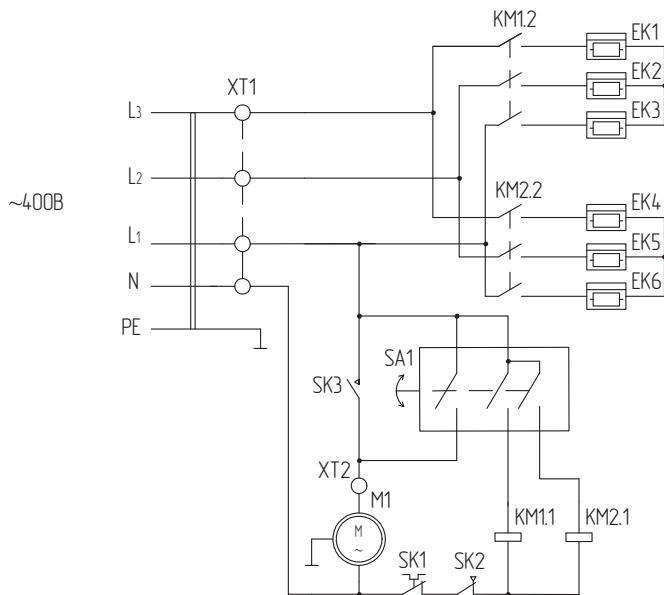 KM1.2
EK1
EK2
EK3
XT1
L3
L2
KM2.2
EK4
~400В
L1
EK5
N
EK6
PE
SA1
SK3
XT2
M1
M
~
KM1.1
KM2.1
SK1
SK2